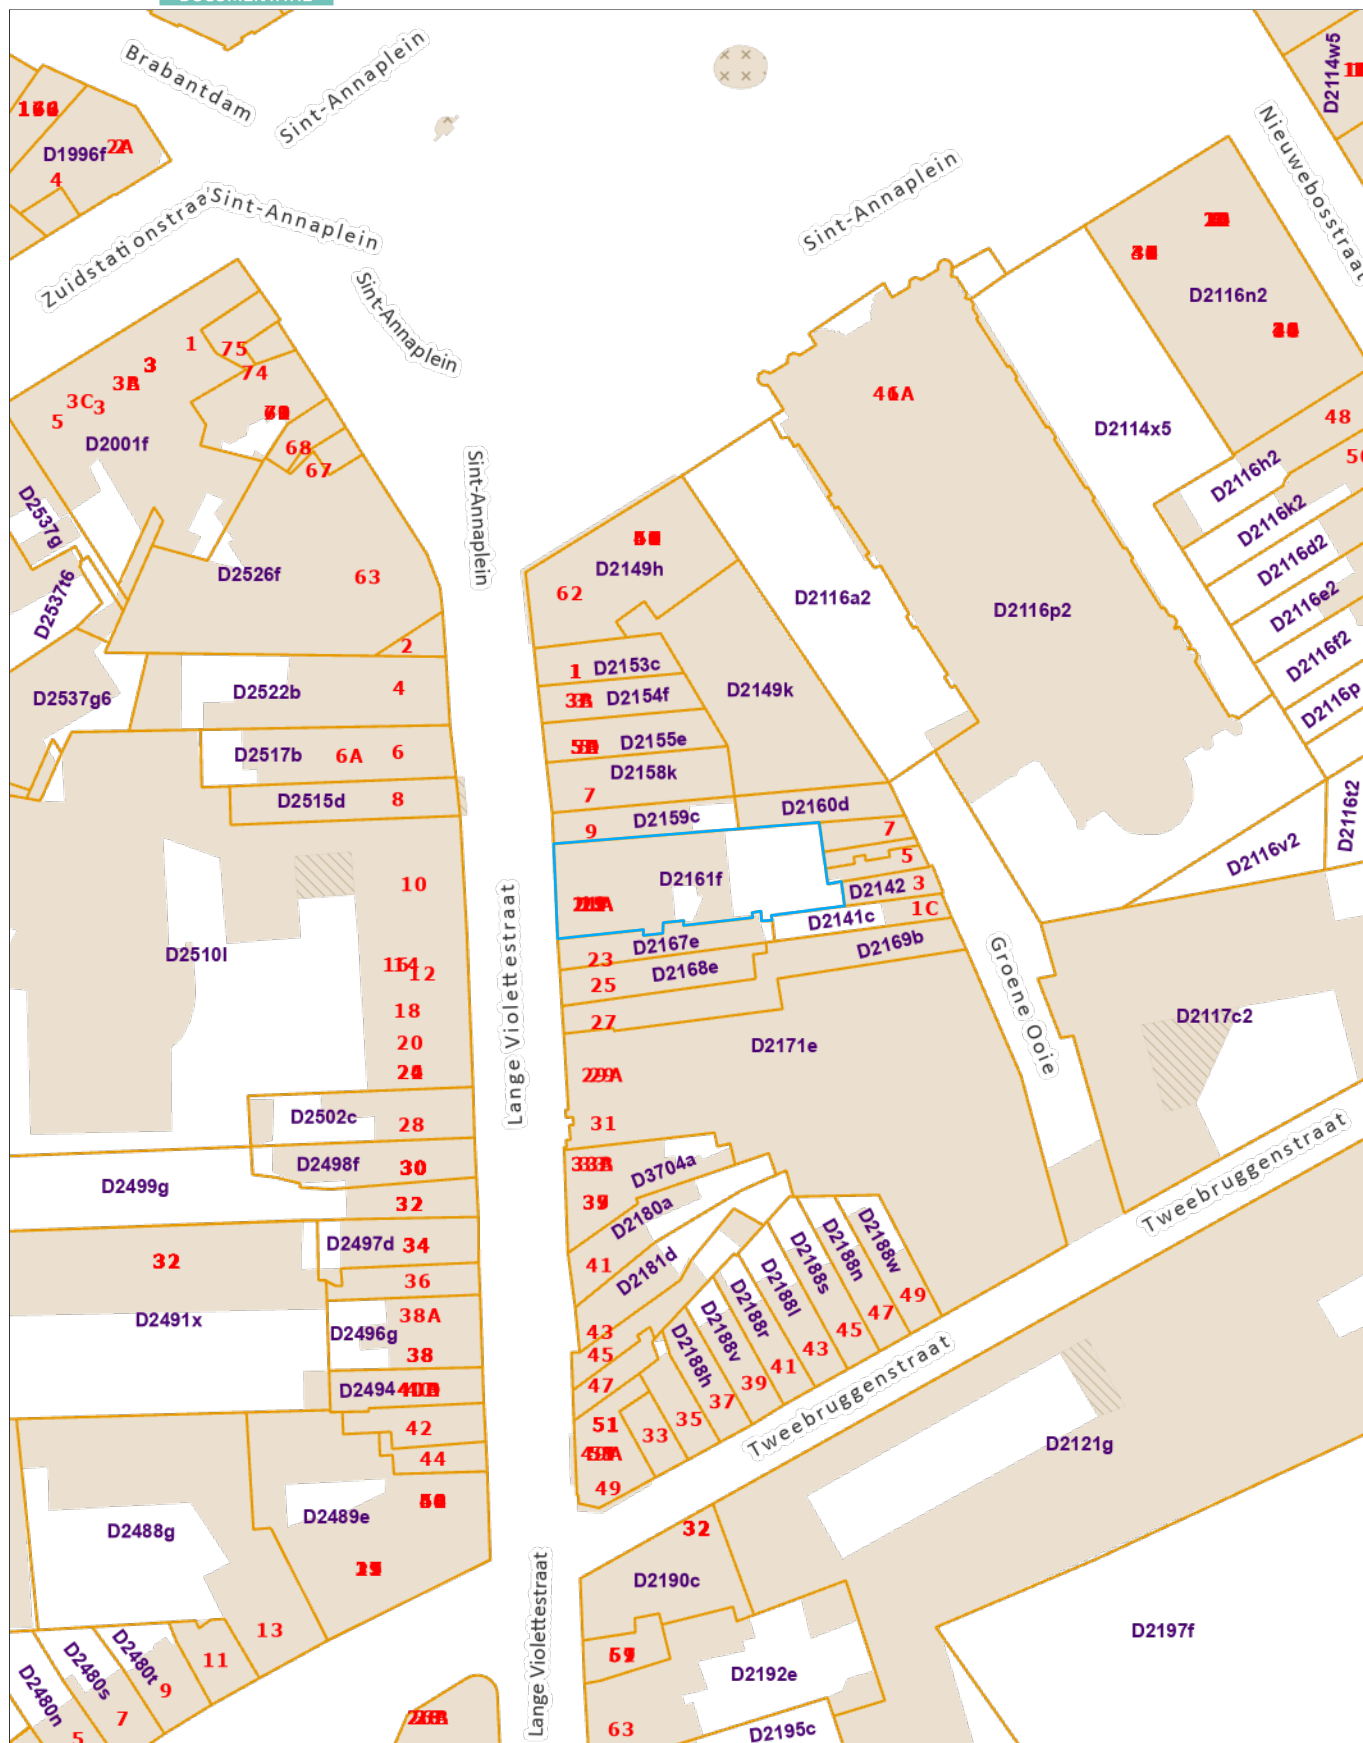 Brabantdam
Sint-Annaplein
D2114w5
D1996f
2A
4
Nieuwebosstraat
Sint-Annaplein
Sint-Annaplein
Zuidstationstraa
Sint-Annaplein
D2116n2
1
75
74
3
3C
3
5
D2001f
68
67
46A
D2114x5
48
D2116h2
D2116k2
D2116d2
D2116e2
D2116f2
D2116p
Sint-Annaplein
D2537g
D2537t6
D2526f
63
2
D2149h
62
D2116a2
D2116p2
D2537g6
D2522b
4
1
D2153c
D2154f
D2149k
D2155e
D2158k
7
D2517b
6A
6
D2515d
8
9
D2159c
D2160d
7
5
D2116v2
D2116t2
D2161f
D2142
3
1C
D2141c
D2167e
D2169b
23
D2168e
25
27
D2171e
29A
31
10
D2510l
12
18
20
Lange Violettestraat
Groene Ooie
D2117c2
D2502c
28
D2498f
30
D2499g
32
D2497d
34
32
36
D2491x
38A
D2496g
38
D2494
42
44
D2489e
D2488g
D3704a
D2180a
41
D2181d
43
45
47
51
49
D2188w
D2188n
D2188s
D2188l
D2188r
D2188v
D2188h
33
35
37
39
41
43
45
47
49
Tweebruggenstraat
Tweebruggenstraat
D2121g
32
D2190c
Lange Violettestraat
D2197f
D2192e
63
D2195c
13
11
D2480t
9
D2480s
7
D2480n
5